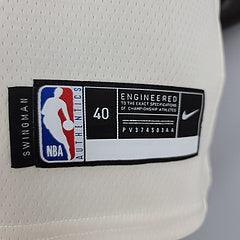 SWINGMAN
NBA
AUTHENTICS
40
ENGINEERED
TO THE EXACT SPECIFICATIONS
OF CHAMPIONSHIP ATHLETES